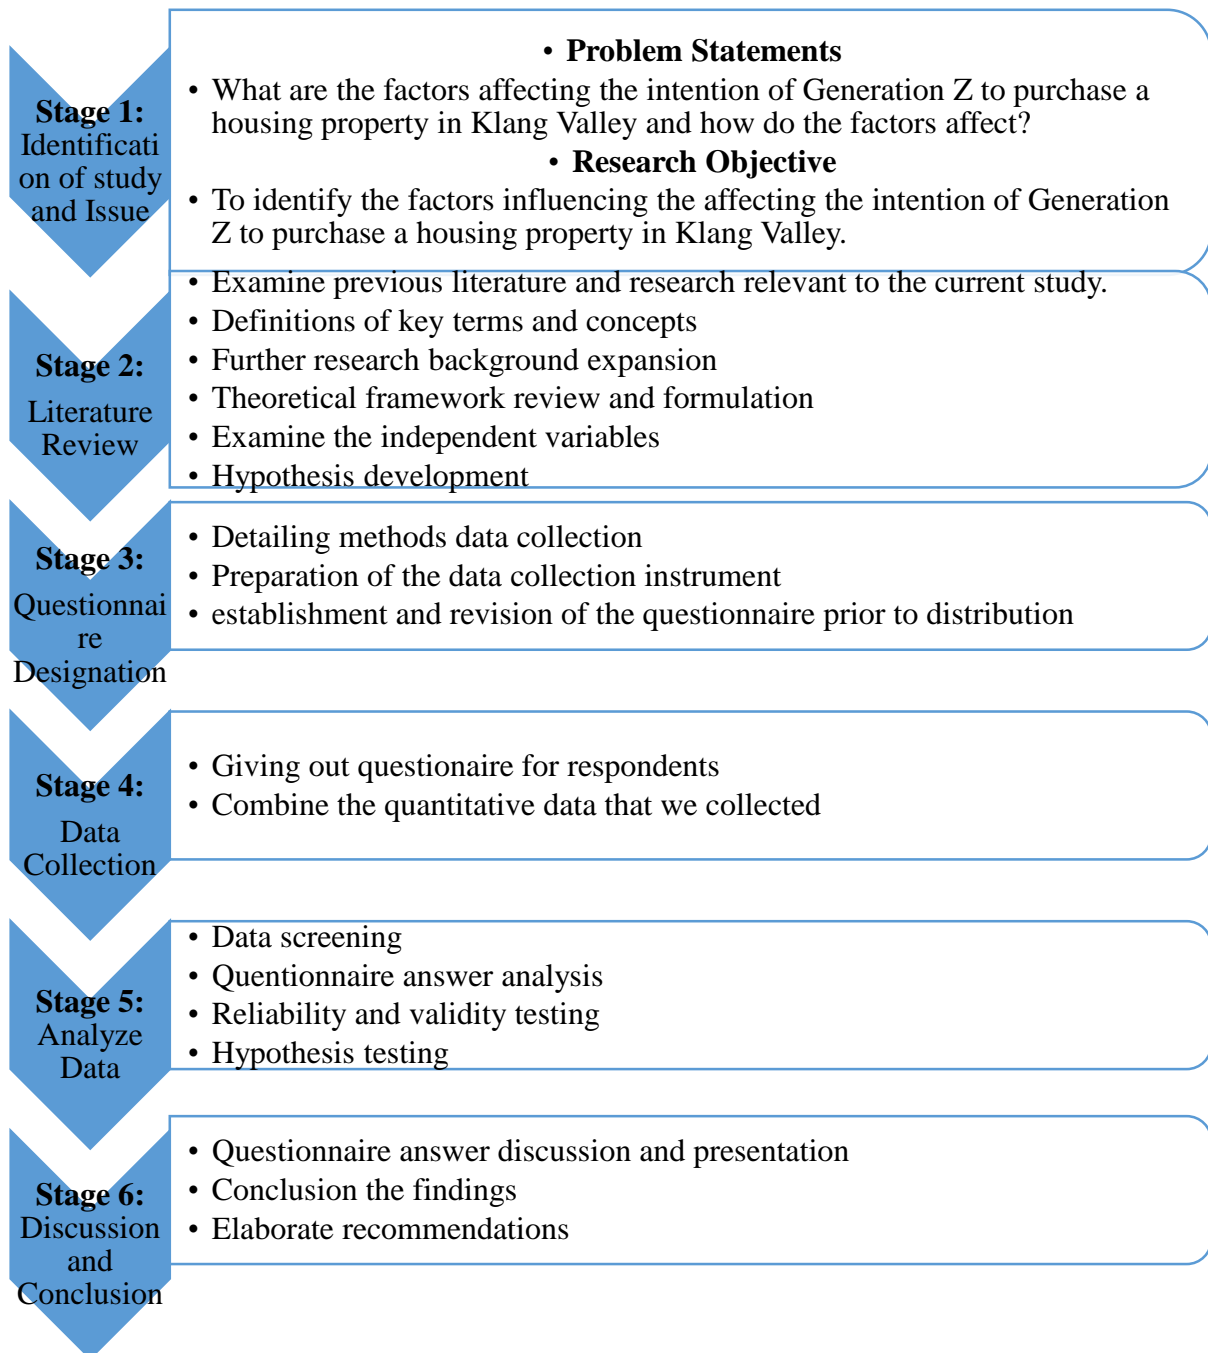 Stage 1:
Identificati
on of study
and Issue
• Problem Statements
• What are the factors affecting the intention of Generation Z to purchase a
housing property in Klang Valley and how do the factors affect?
• Research Objective
• To identify the factors influencing the affecting the intention of Generation
Z to purchase a housing property in Klang Valley.
Stage 2:
Literature
Review
• Examine previous literature and research relevant to the current study.
• Definitions of key terms and concepts
• Further research background expansion
• Theoretical framework review and formulation
• Examine the independent variables
• Hypothesis development
Stage 3:
Questionnai
re
Designation
• Detailing methods data collection
• Preparation of the data collection instrument
• establishment and revision of the questionnaire prior to distribution
Stage 4:
Data
Collection
• Giving out questionaire for respondents
• Combine the quantitative data that we collected
Stage 5:
Analyze
Data
• Data screening
• Quentionnaire answer analysis
• Reliability and validity testing
• Hypothesis testing
Stage 6:
Discussion
and
Conclusion
• Questionnaire answer discussion and presentation
• Conclusion the findings
• Elaborate recommendations